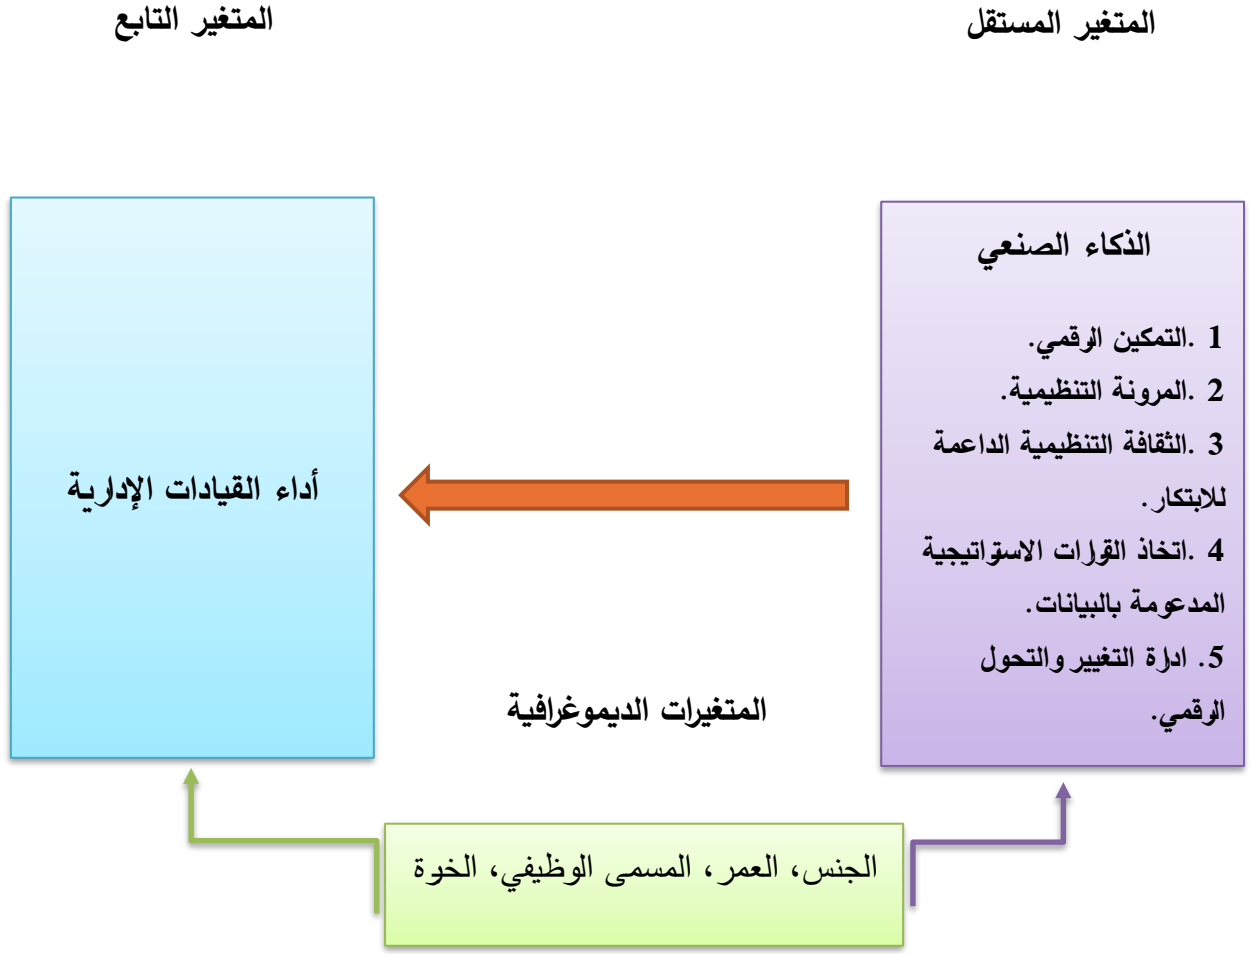 المتغير المستقل
المتغير التابع
الذكاء الصنعي
1 .التمكين الرقمي.
2 .المرونة التنظيمية.
3 .الثقافة التنظيمية الداعمة
للابتكار.
4 .اتخاذ القرارات الاستراتيجية
المدعومة بالبيانات.
5. ادارة التغيير والتحول
الرقمي.
أداء القيادات الإدارية
المتغيرات الديموغرافية
الجنس، العمر، المسمى الوظيفي، الخبرة